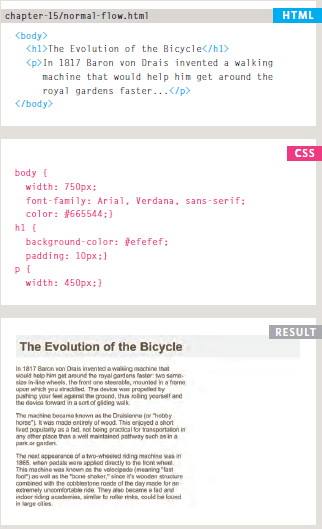 chapter-15/normal-flow.html
HTML
<body>
<h1>The Evolution of the Bicycle</h1>
<p>In 1817 Baron von Drais invented a walking
machine that would help him get around the
royal gardens faster...</p>
</body>
CSS
body {
width: 750px;
font-family: Arial, Verdana, sans-serif;
color: #665544;}
h1 {
background-color: #efefef;
padding: 10px;}
p {
width: 450px;}
RESULT
The Evolution of the Bicycle
In 1817 Baron von Drais invented a walking machine that
would help him get around the royal gardens faster: two same-
size in-line wheels, the front one steerable, mounted in a frame
upon which you straddled. The device was propelled by
pushing your feet against the ground, thus rolling yourself and
the device forward in a sort of gliding walk.
The machine became known as the Draisienne (or "hobby
horse"). It was made entirely of wood. This enjoyed a short
lived popularity as a fad, not being practical for transportation in
any other place than a well maintained pathway such as in a
park or garden.
The next appearance of a two-wheeled riding machine was in
1865, when pedals were applied directly to the front wheel.
This machine was known as the velocipede (meaning "fast
foot") as well as the "bone shaker," since it's wooden structure
combined with the cobblestone roads of the day made for an
extremely uncomfortable ride. They also became a fad and
indoor riding academies, similar to roller rinks, could be found
in large cities.